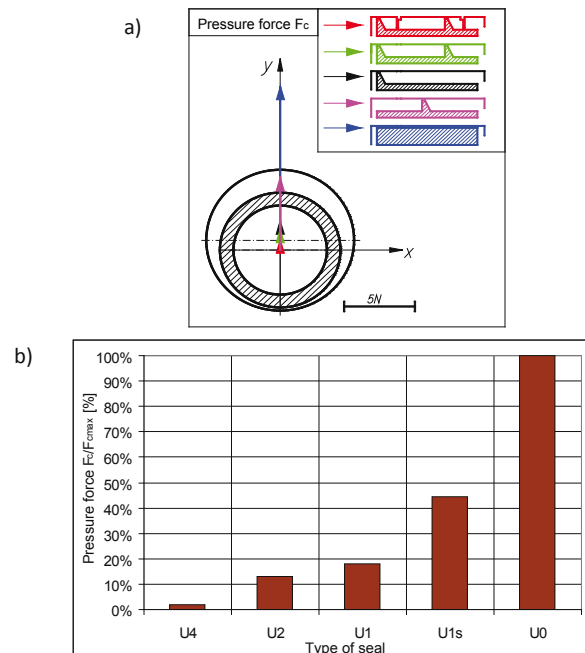 a)
Pressure force Fc
y
x
5N
b)
Pressure force Fc/Fcmax [%]
100%
90%
80%
70%
60%
50%
40%
30%
20%
10%
0%
U4 U2 U1 U1s U0
Type of seal